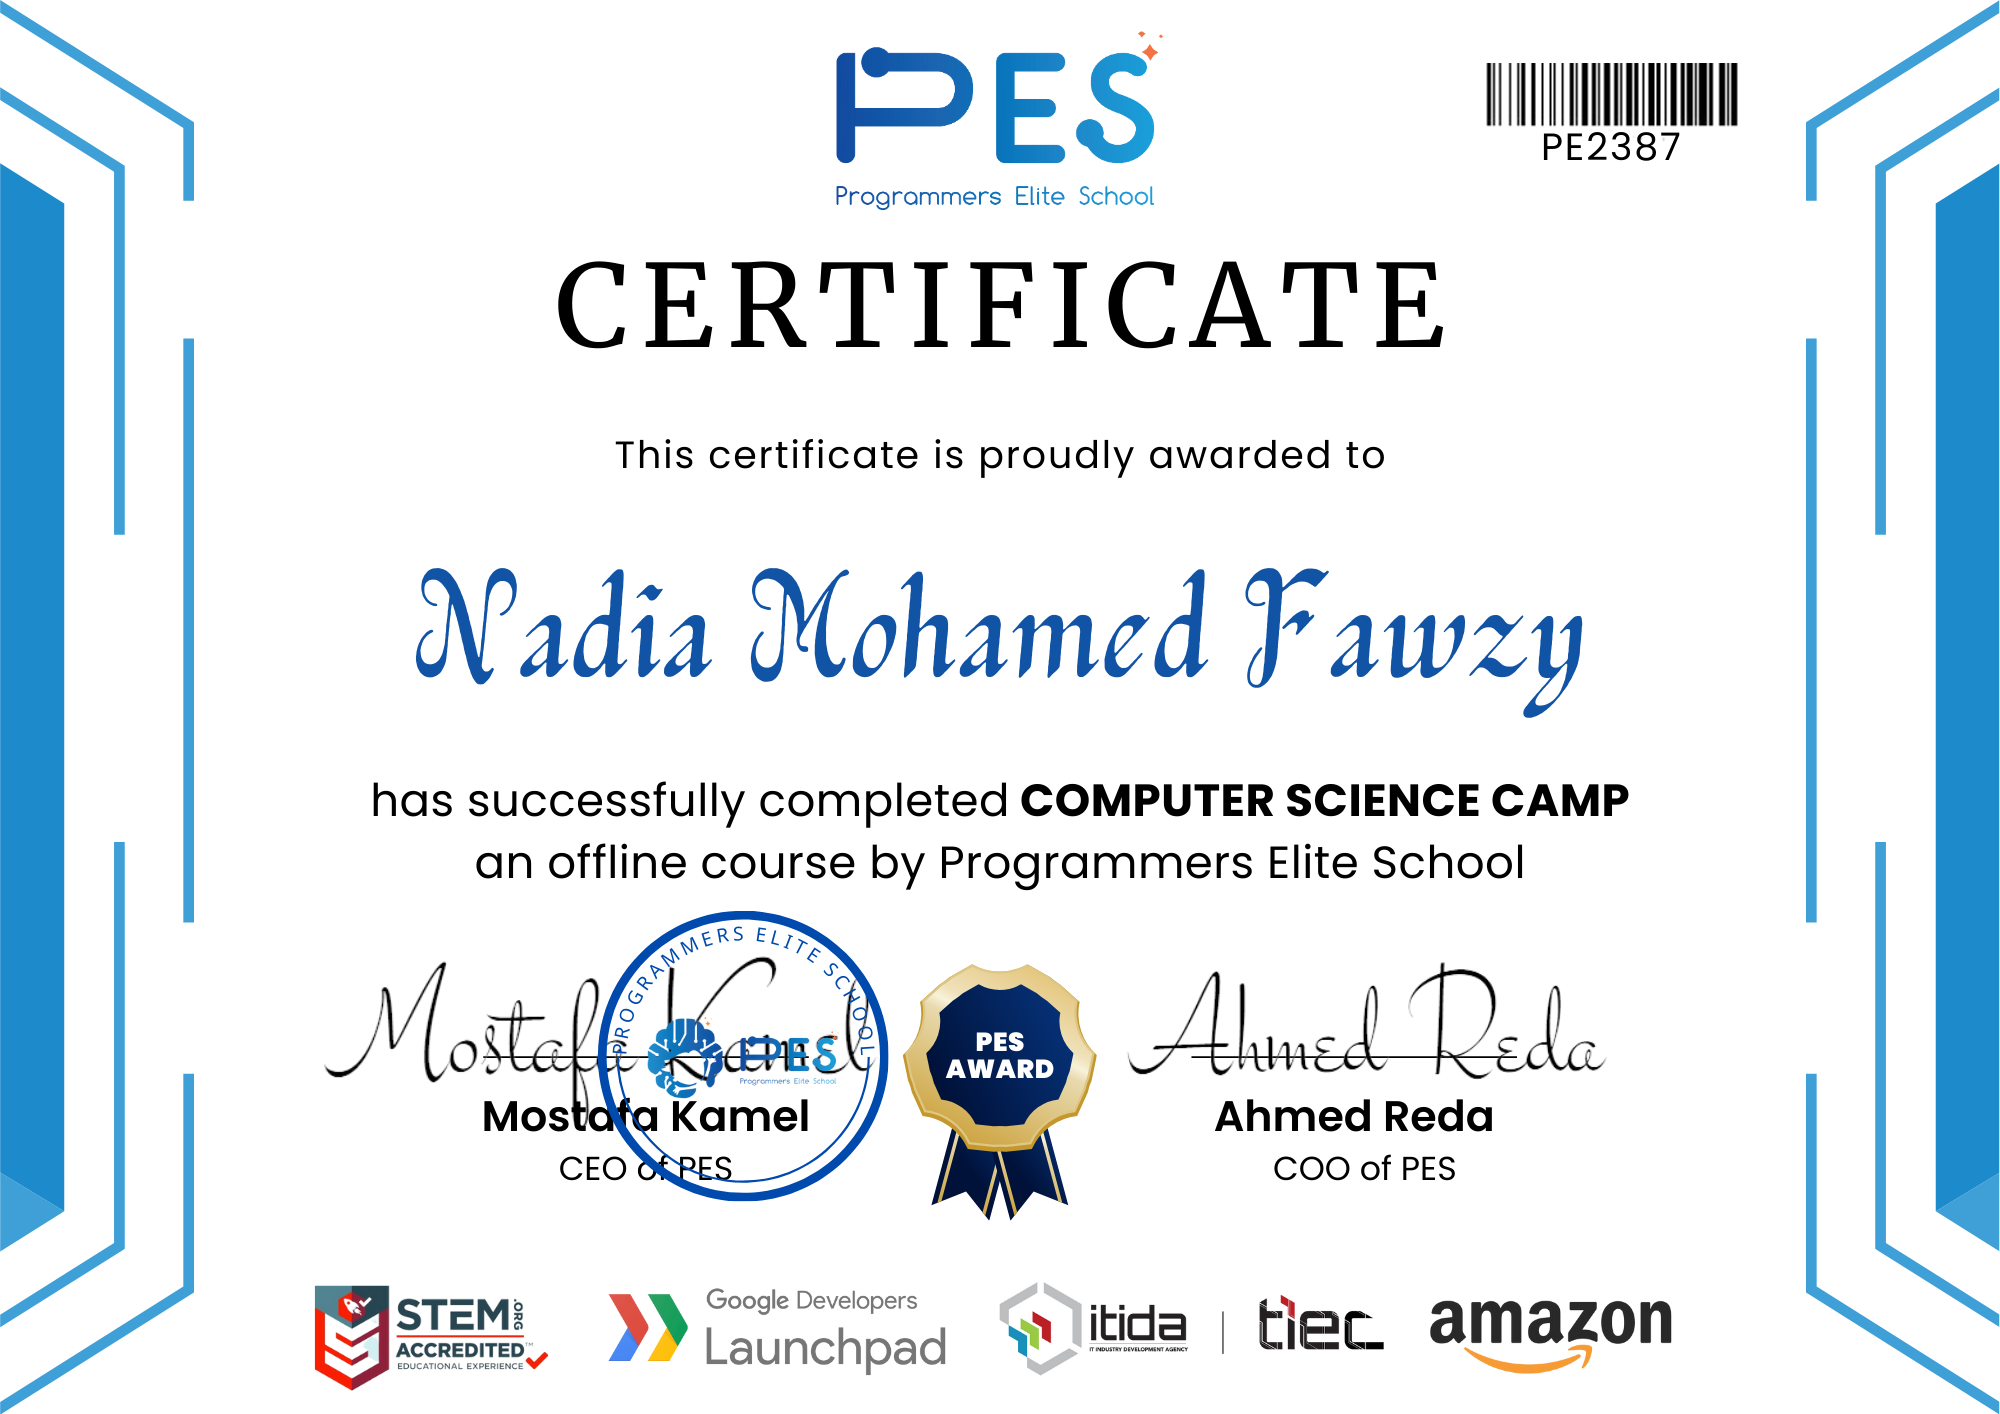 PES
Programmers Elite School
PE2387
CERTIFICATE
This certificate is proudly awarded to
Nadia Mohamed Fawzy
has successfully completed COMPUTER SCIENCE CAMP
an offline course by Programmers Elite School
Mostafa Kamel
PROGRAMMERS ELITE SCHOOL
PES
Programmers Elite School
Mostafa Kamel
CEO of PES
PES
AWARD
Ahmed Reda
Ahmed Reda
COO of PES
STEM.ORG
ACCREDITED™
EDUCATIONAL EXPERIENCE
Google Developers
Launchpad
itida
IT INDUSTRY DEVELOPMENT AGENCY
tiec
amazon